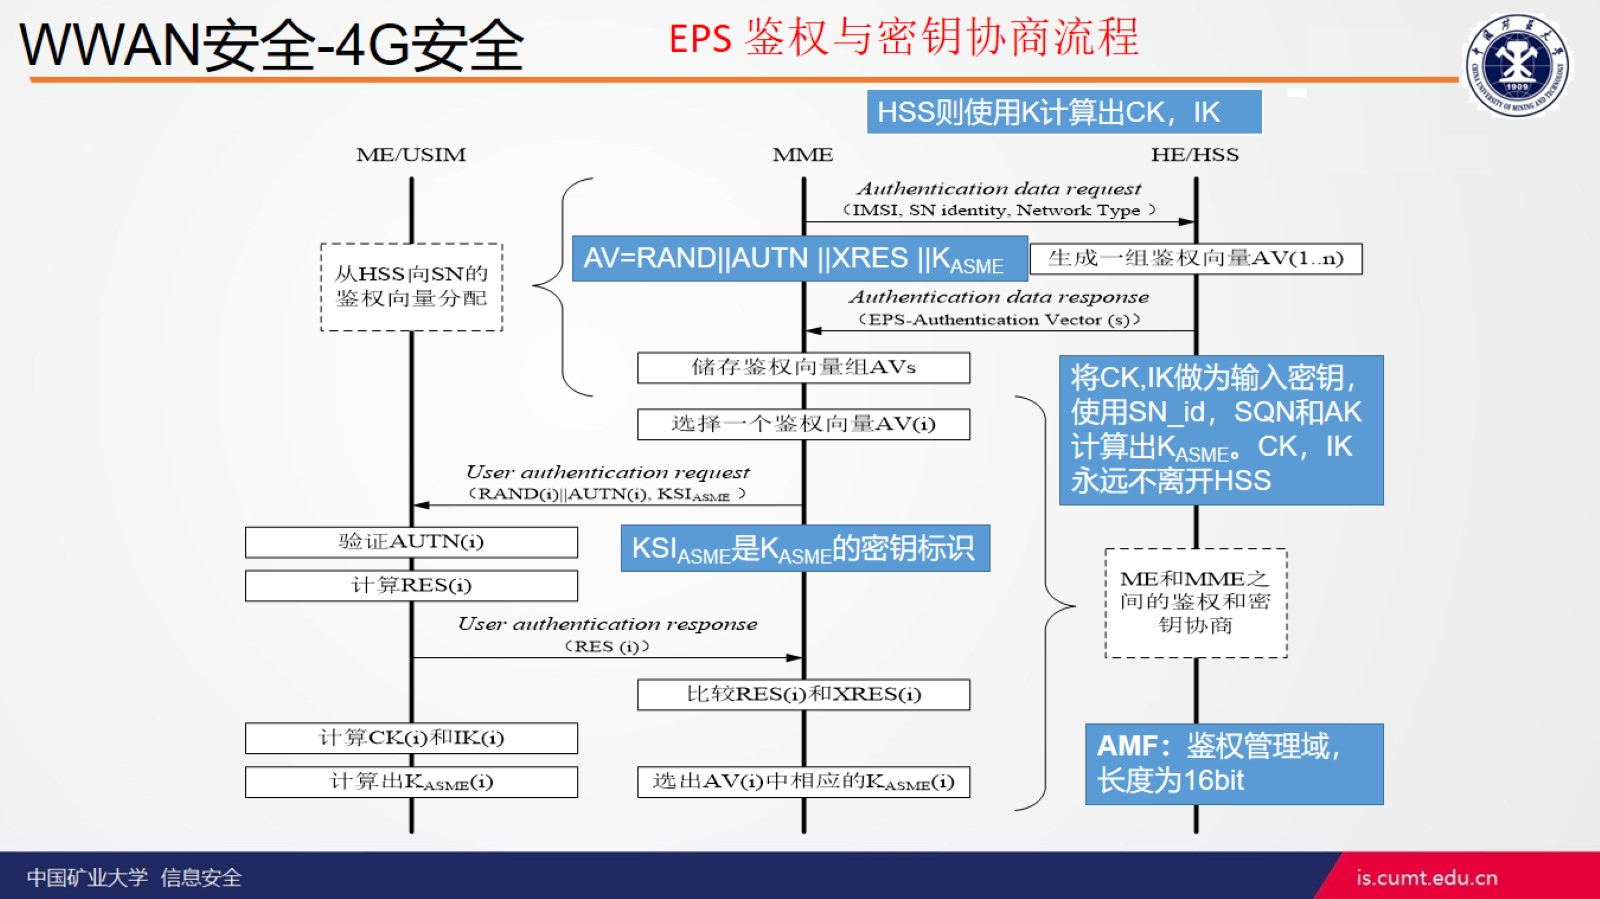 WWAN安全-4G安全
EPS 鉴权与密钥协商流程
中国矿业大学
CHINA UNIVERSITY OF MINING AND TECHNOLOGY
1909
HSS则使用K计算出CK，IK
ME/USIM
MME
HE/HSS
Authentication data request
（IMSI, SN identity, Network Type ）
从HSS向SN的
鉴权向量分配
AV=RAND||AUTN ||XRES ||KASME
生成一组鉴权向量AV(1..n)
Authentication data response
（EPS-Authentication Vector (s)）
储存鉴权向量组AVs
将CK,IK做为输入密钥，
使用SN_id，SQN和AK
计算出KASME。CK，IK
永远不离开HSS
选择一个鉴权向量AV(i)
User authentication request
（RAND(i)||AUTN(i), KSIASME ）
验证AUTN(i)
KSIASME是KASME的密钥标识
计算RES(i)
ME和MME之
间的鉴权和密
钥协商
User authentication response
（RES (i)）
比较RES(i)和XRES(i)
计算CK(i)和IK(i)
AMF：鉴权管理域，
长度为16bit
计算出KASME(i)
选出AV(i)中相应的KASME(i)
中国矿业大学 信息安全
is.cumt.edu.cn